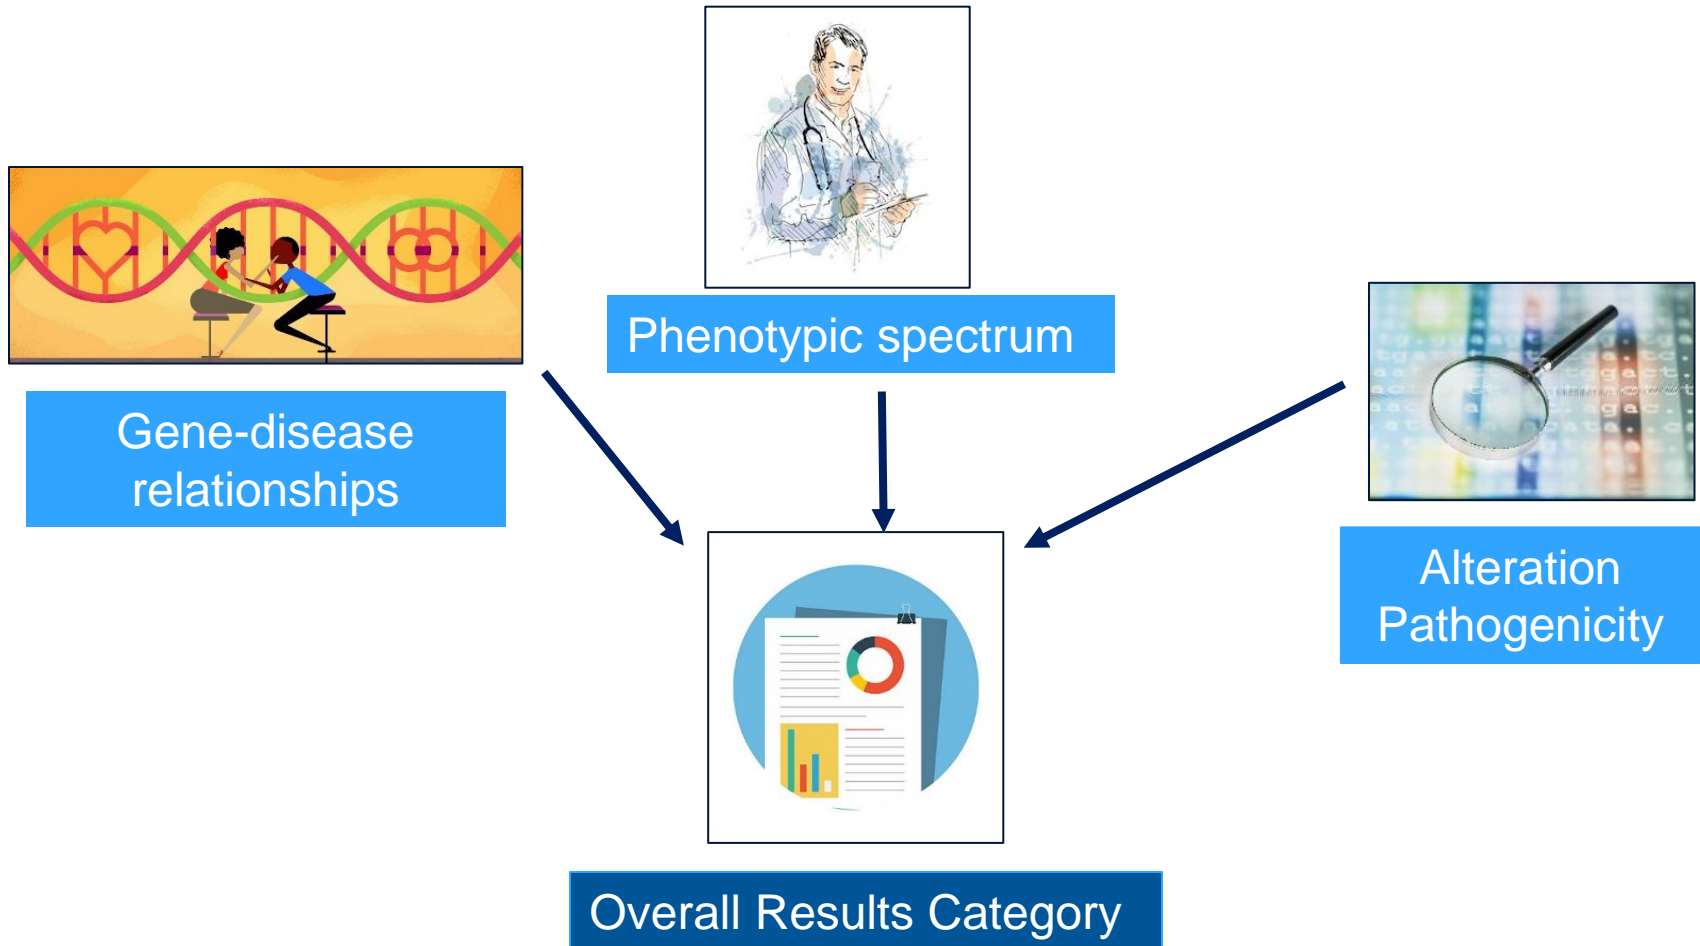 Phenotypic spectrum
Gene-disease
relationships
Alteration
Pathogenicity
Overall Results Category